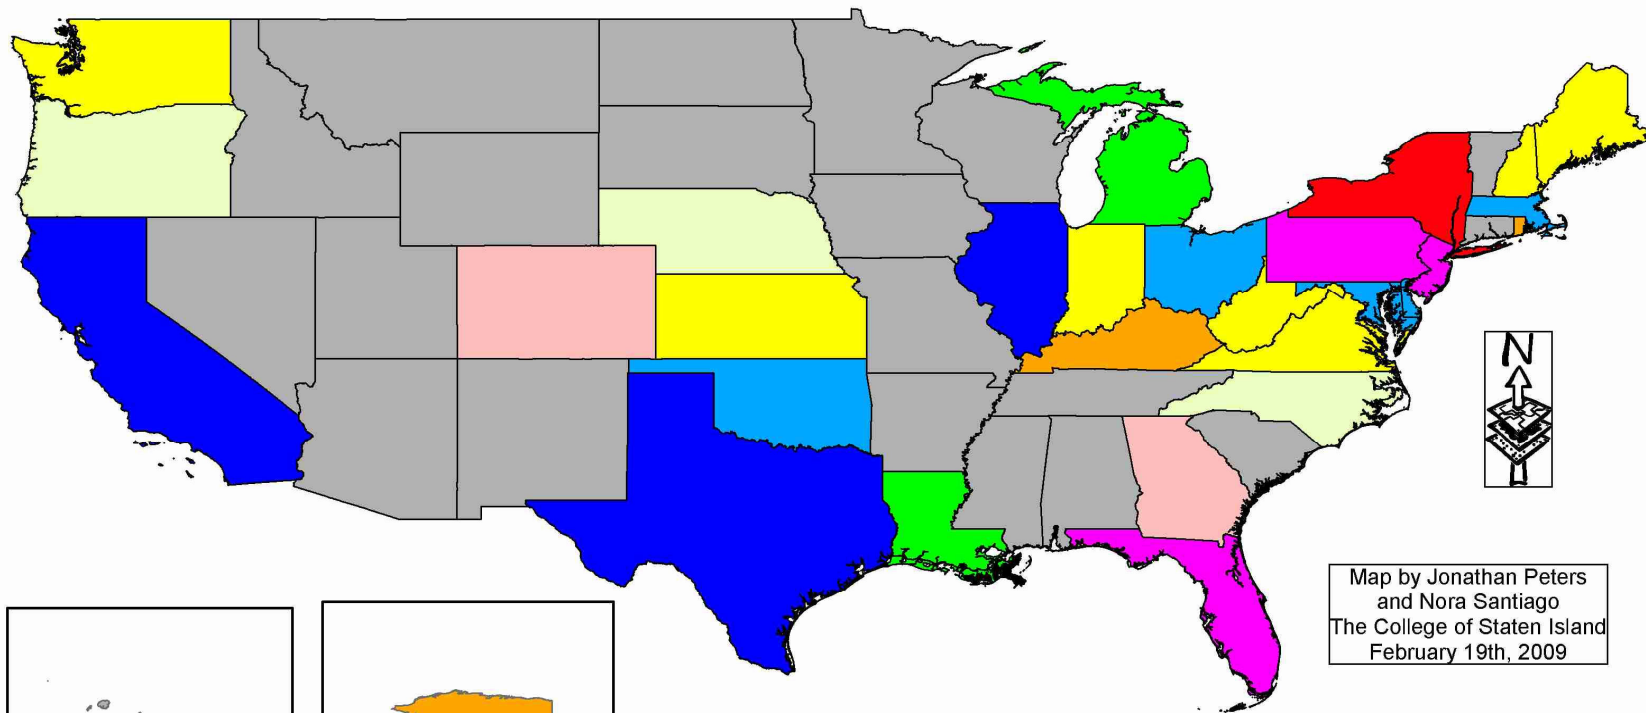 N
Map by Jonathan Peters
and Nora Santiago
The College of Staten Island
February 19th, 2009